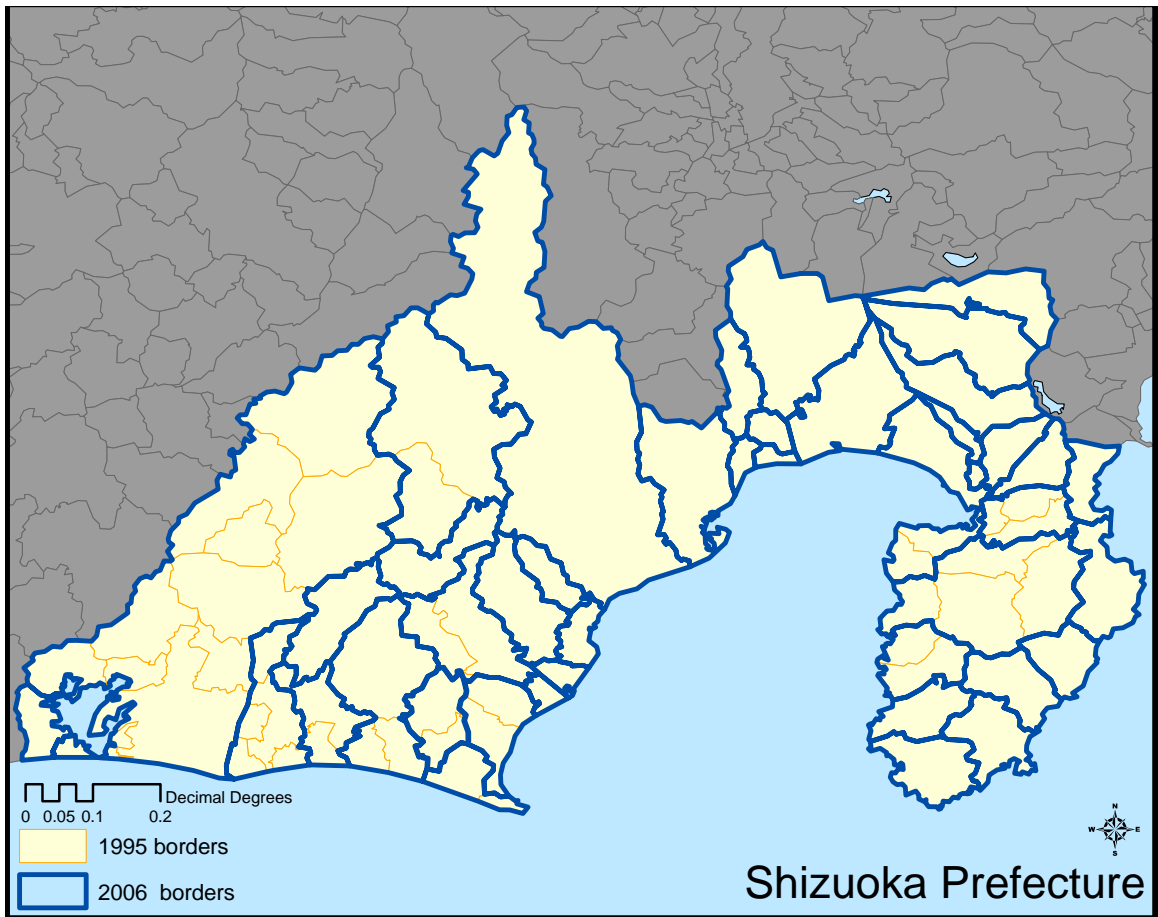 Decimal Degrees
0 0.05 0.1 0.2
1995 borders
2006 borders
N
W E
S
Shizuoka Prefecture